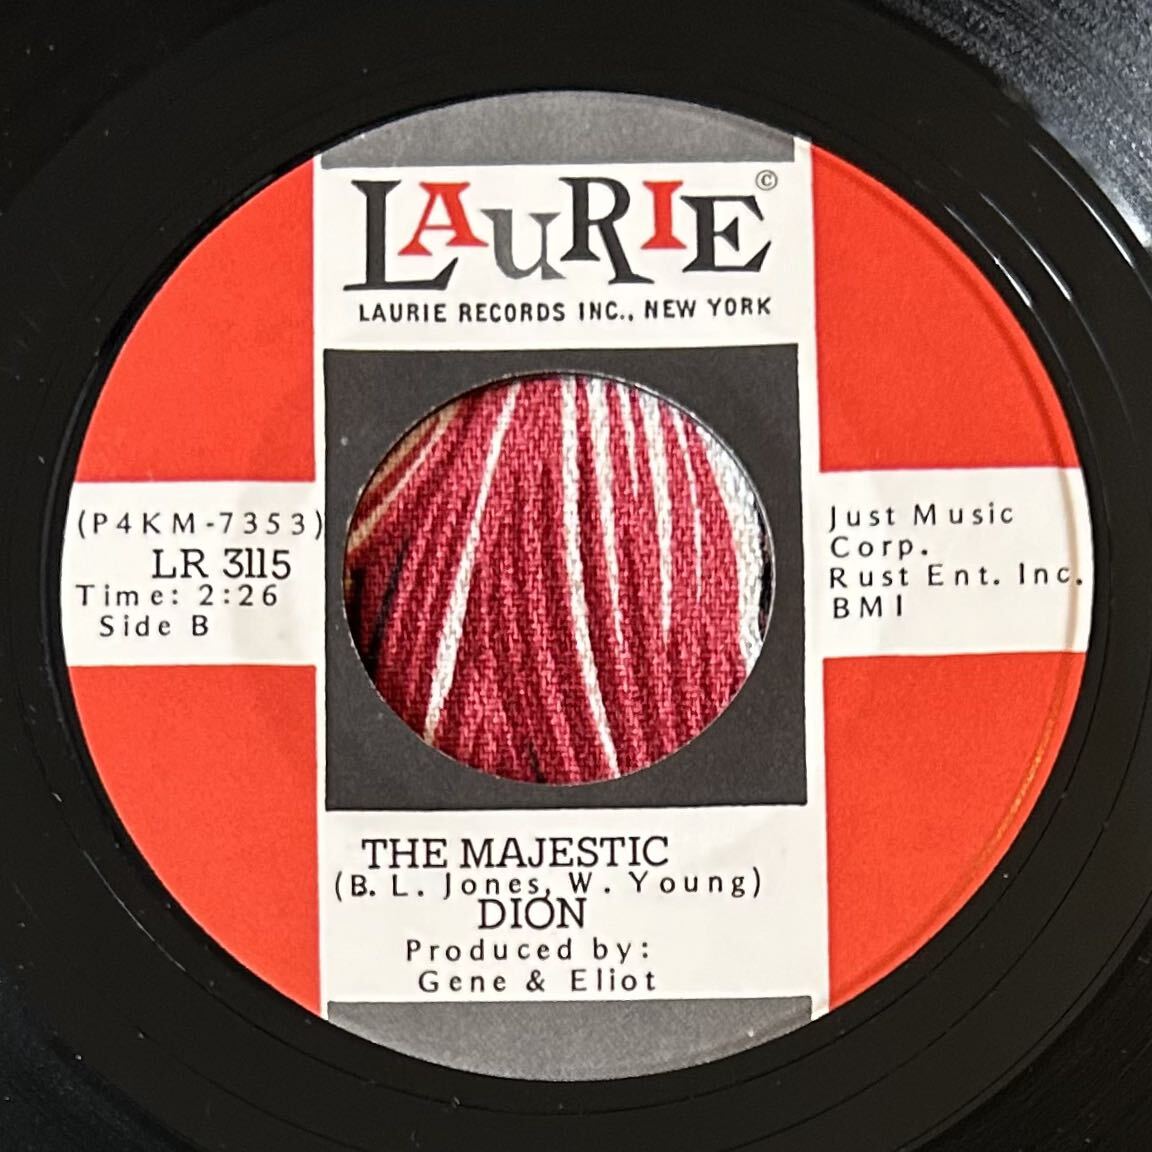 LAURIE ©
LAURIE RECORDS INC., NEW YORK
(P4KM-7353)
LR 3115
Time: 2:26
Side B
Just Music
Corp.
Rust Ent. Inc.
BMI
THE MAJESTIC
(B. L. Jones, W. Young)
DION
Produced by:
Gene & Eliot